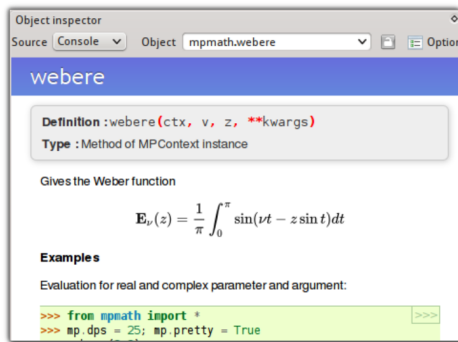 Object inspector
Source Console Object mpmath.webere Option
webere
Definition : webere(ctx, v, z, **kwargs)
Type : Method of MPContext instance
Gives the Weber function
E_ν(z) = 1/π ∫_0^π sin(νt − z sin t)dt
Examples
Evaluation for real and complex parameter and argument:
>>> from mpmath import * >>>
>>> mp.dps = 25; mp.pretty = True